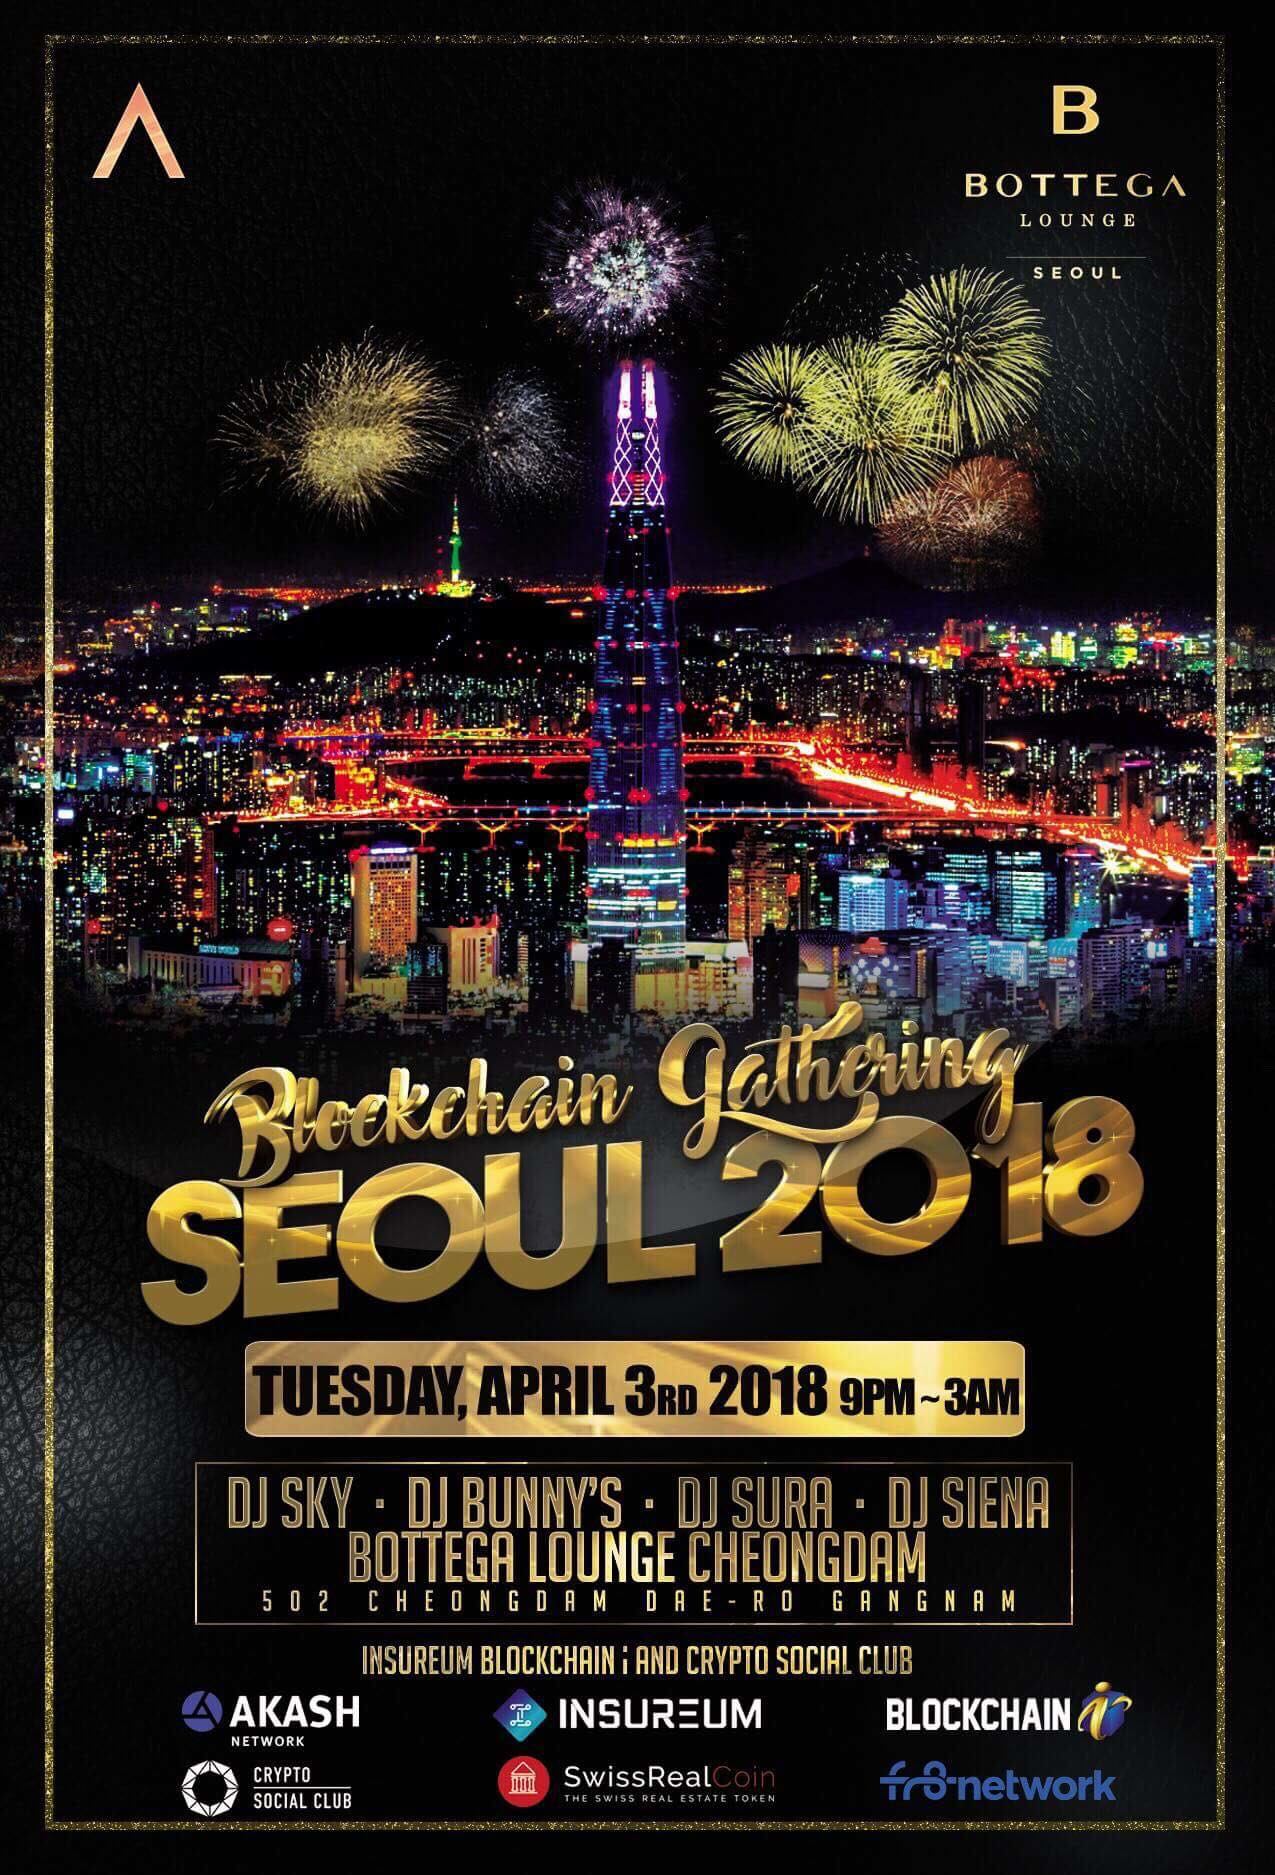 B
BOTTEGA
LOUNGE
SEOUL
Blockchain Gathering
SEOUL 2018
TUESDAY, APRIL 3RD 2018 9PM~3AM
DJ SKY · DJ BUNNY'S · DJ SURA · DJ SIENA
BOTTEGA LOUNGE CHEONGDAM
502 CHEONGDAM DAE-RO GANGNAM
INSUREUM BLOCKCHAIN i AND CRYPTO SOCIAL CLUB
AKASH
NETWORK
INSUREUM
BLOCKCHAIN i
CRYPTO
SOCIAL CLUB
SwissRealCoin
THE SWISS REAL ESTATE TOKEN
fr8network